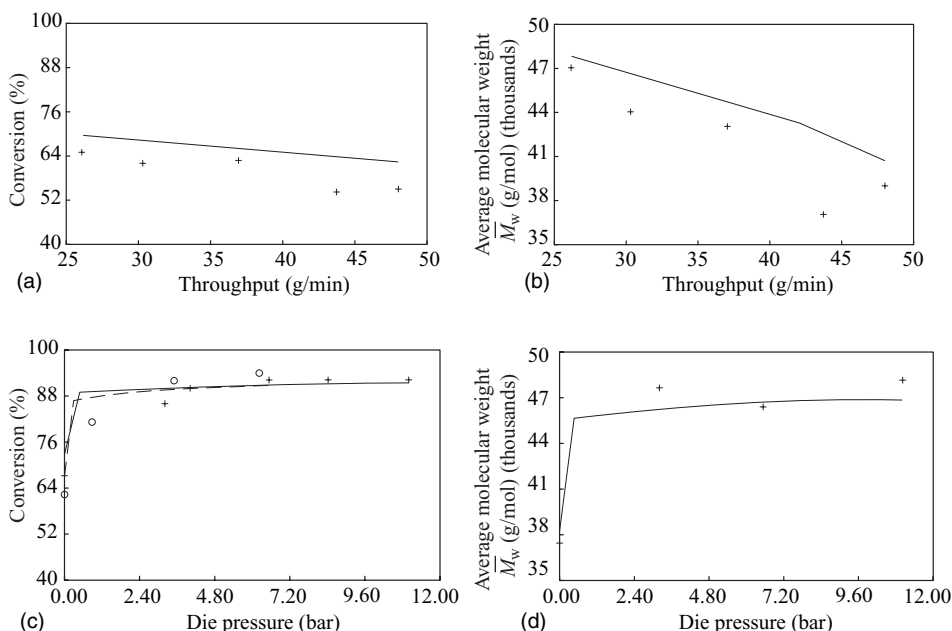 100
88
76
64
52
40
Conversion (%)
25 30 35 40 45 50
Throughput (g/min)
(a)
50
47
44
41
38
35
Average molecular weight
M̅w (g/mol) (thousands)
25 30 35 40 45 50
Throughput (g/min)
(b)
100
88
76
64
52
40
Conversion (%)
0.00 2.40 4.80 7.20 9.60 12.00
Die pressure (bar)
(c)
50
47
44
41
38
35
Average molecular weight
M̅w (g/mol) (thousands)
0.00 2.40 4.80 7.20 9.60 12.00
Die pressure (bar)
(d)